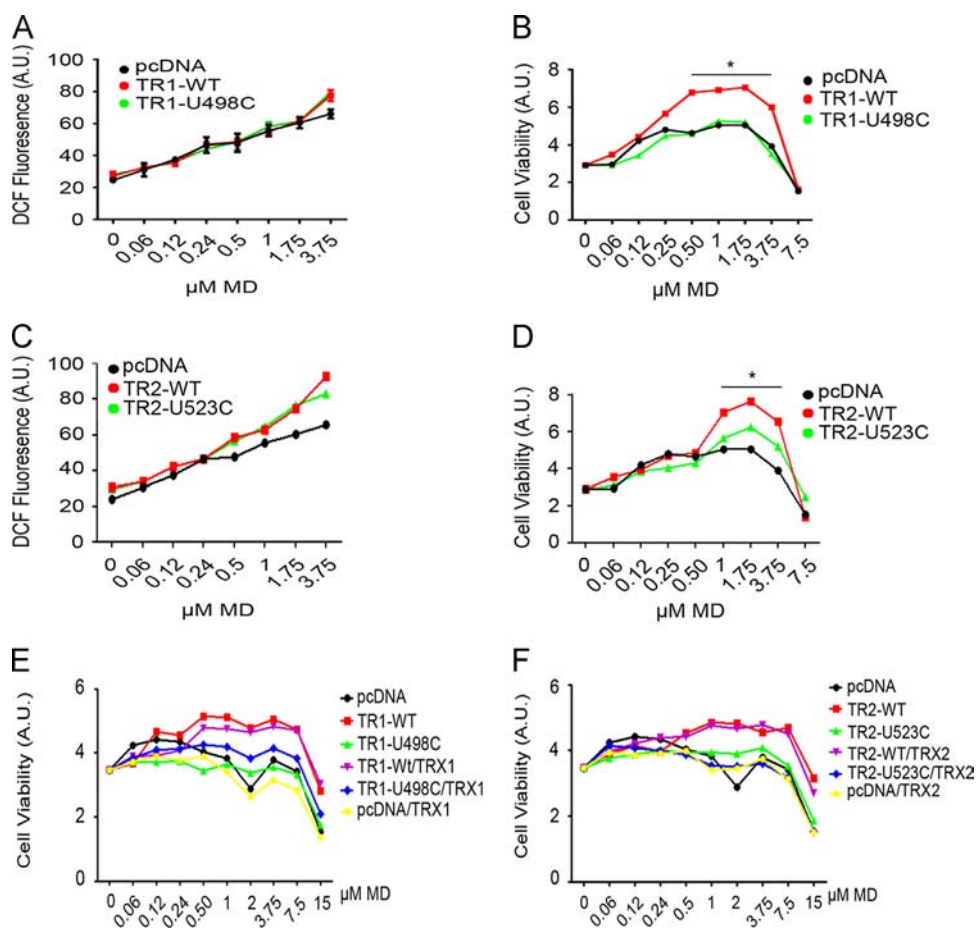 A
DCF Fluoresence (A.U.)
100
80
60
40
20
0
pcDNA
TR1-WT
TR1-U498C
0
0.06
0.12
0.24
0.5
1
1.75
3.75
µM MD
B
Cell Viability (A.U.)
8
6
4
2
0
*
pcDNA
TR1-WT
TR1-U498C
0
0.06
0.12
0.25
0.50
1
1.75
3.75
7.5
µM MD
C
DCF Fluoresence (A.U.)
100
80
60
40
20
0
pcDNA
TR2-WT
TR2-U523C
0
0.06
0.12
0.24
0.5
1
1.75
3.75
µM MD
D
Cell Viability (A.U.)
8
6
4
2
0
*
pcDNA
TR2-WT
TR2-U523C
0
0.06
0.12
0.25
0.50
1
1.75
3.75
7.5
µM MD
E
Cell Viability (A.U.)
6
4
2
0
pcDNA
TR1-WT
TR1-U498C
TR1-Wt/TRX1
TR1-U498C/TRX1
pcDNA/TRX1
0
0.06
0.12
0.24
0.50
1
2
3.75
7.5
15
µM MD
F
Cell Viability (A.U.)
6
4
2
0
pcDNA
TR2-WT
TR2-U523C
TR2-WT/TRX2
TR2-U523C/TRX2
pcDNA/TRX2
0
0.06
0.12
0.24
0.5
1
2
3.75
7.5
15
µM MD